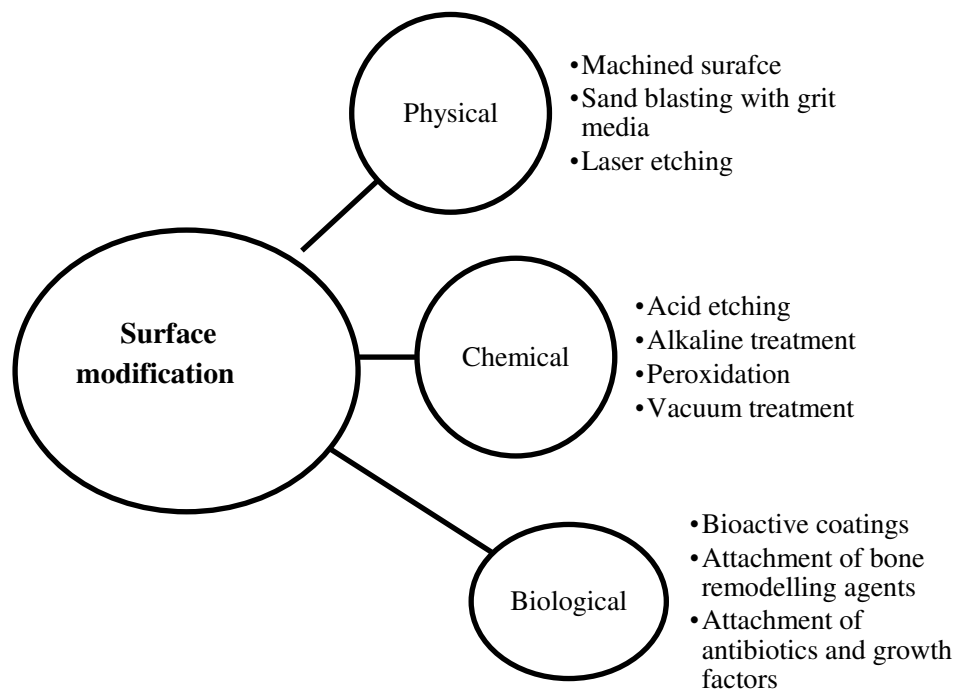 Physical
•Machined surafce
•Sand blasting with grit
media
•Laser etching
Surface
modification
Chemical
•Acid etching
•Alkaline treatment
•Peroxidation
•Vacuum treatment
Biological
•Bioactive coatings
•Attachment of bone
remodelling agents
•Attachment of
antibiotics and growth
factors